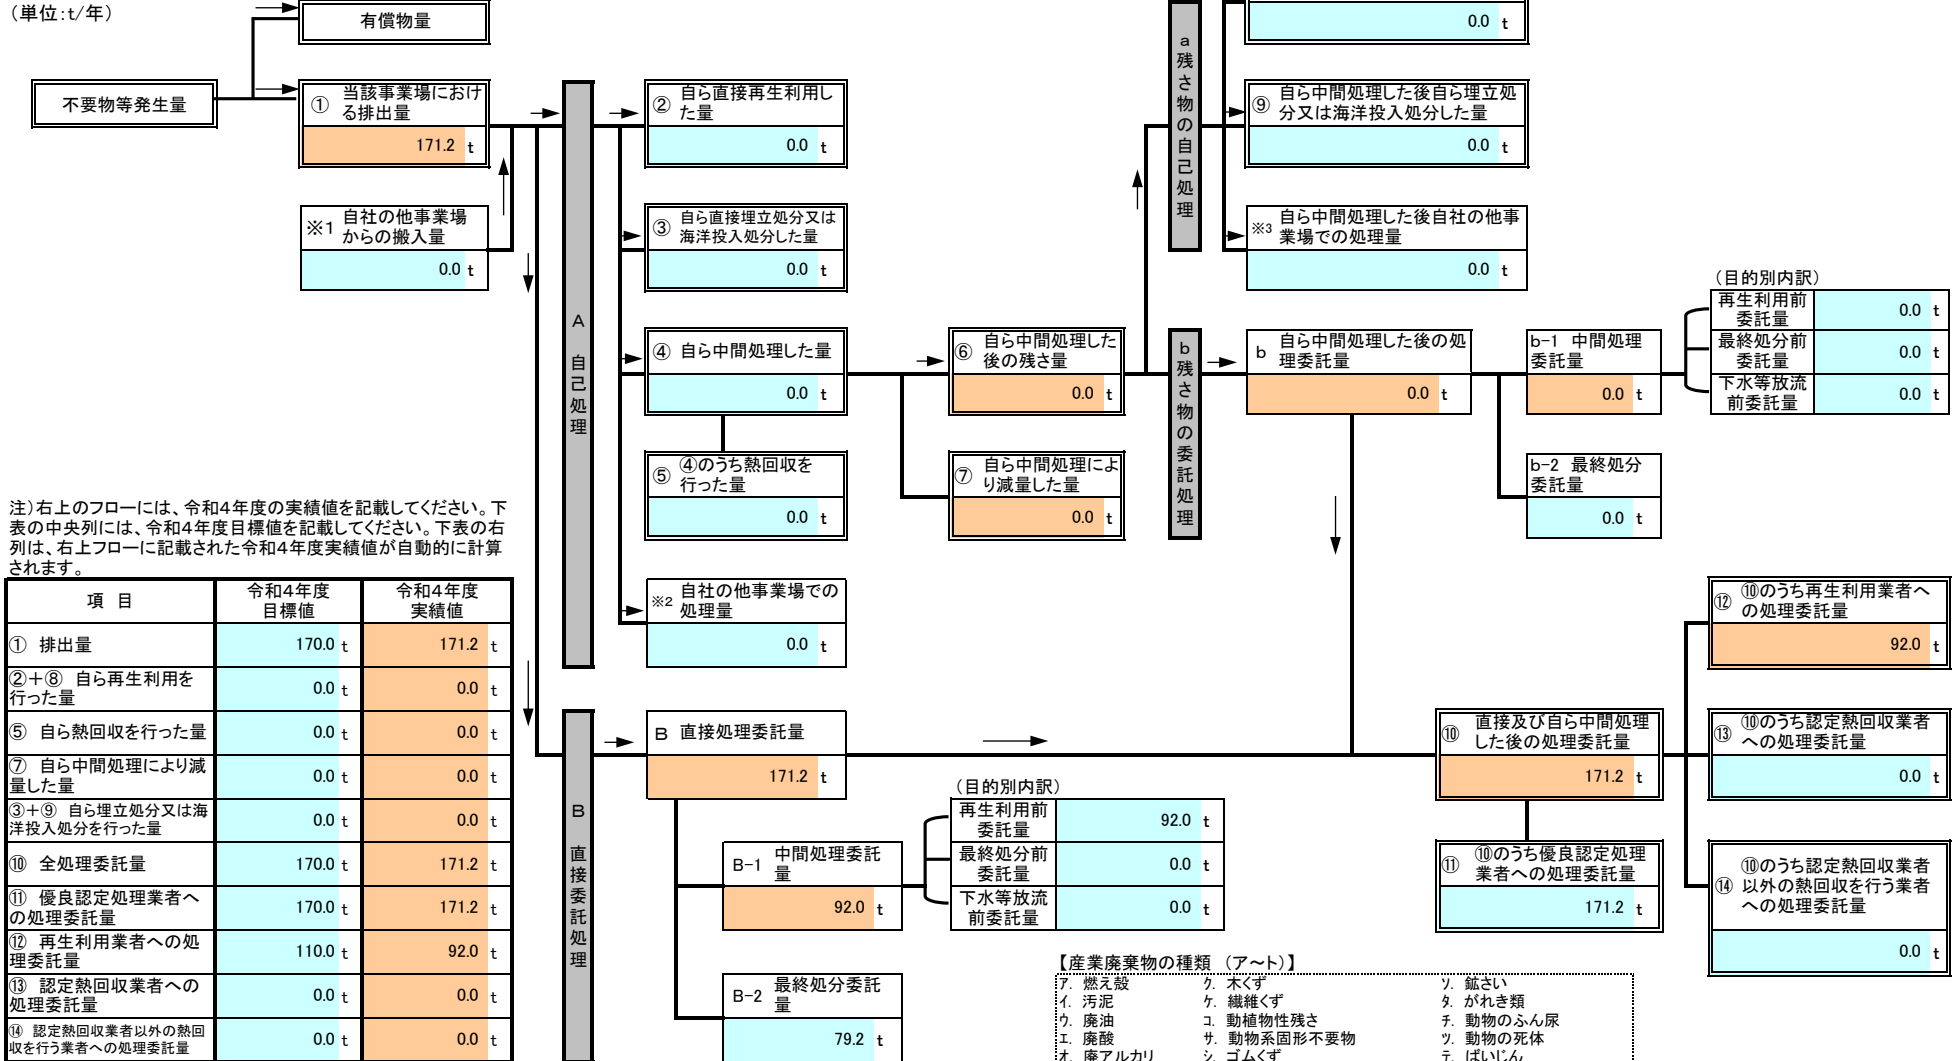 （単位：t/年）
有償物量
不要物等発生量
① 当該事業場におけ
る排出量
171.2 t
※1 自社の他事業場
からの搬入量
0.0 t
A 自己処理
② 自ら直接再生利用し
た量
0.0 t
③ 自ら直接埋立処分又は
海洋投入処分した量
0.0 t
④ 自ら中間処理した量
0.0 t
⑤ ④のうち熱回収を
行った量
0.0 t
※2 自社の他事業場での
処理量
0.0 t
⑥ 自ら中間処理した
後の残さ量
0.0 t
⑦ 自ら中間処理によ
り減量した量
0.0 t
a 残さ物の自己処理
0.0 t
⑨ 自ら中間処理した後自ら埋立処
分又は海洋投入処分した量
0.0 t
※3 自ら中間処理した後自社の他事
業場での処理量
0.0 t
b 残さ物の委託処理
b 自ら中間処理した後の処
理委託量
0.0 t
b-1 中間処理
委託量
0.0 t
b-2 最終処分
委託量
0.0 t
（目的別内訳）
再生利用前
委託量
0.0 t
最終処分前
委託量
0.0 t
下水等放流
前委託量
0.0 t
注）右上のフローには、令和4年度の実績値を記載してください。下
表の中央列には、令和4年度目標値を記載してください。下表の右
列は、右上フローに記載された令和4年度実績値が自動的に計算
されます。
項 目 令和4年度 令和4年度
目標値 実績値
① 排出量 170.0 t 171.2 t
②＋⑧ 自ら再生利用を
行った量 0.0 t 0.0 t
⑤ 自ら熱回収を行った量 0.0 t 0.0 t
⑦ 自ら中間処理により減
量した量 0.0 t 0.0 t
③＋⑨ 自ら埋立処分又は海
洋投入処分を行った量 0.0 t 0.0 t
⑩ 全処理委託量 170.0 t 171.2 t
⑪ 優良認定処理業者へ
の処理委託量 170.0 t 171.2 t
⑫ 再生利用業者への処
理委託量 110.0 t 92.0 t
⑬ 認定熱回収業者への
処理委託量 0.0 t 0.0 t
⑭ 認定熱回収業者以外の熱回
収を行う業者への処理委託量 0.0 t 0.0 t
B 直接委託処理
B 直接処理委託量
171.2 t
B-1 中間処理委託
量
92.0 t
B-2 最終処分委託
量
79.2 t
（目的別内訳）
再生利用前
委託量
92.0 t
最終処分前
委託量
0.0 t
下水等放流
前委託量
0.0 t
⑩ 直接及び自ら中間処理
した後の処理委託量
171.2 t
⑪ ⑩のうち優良認定処理
業者への処理委託量
171.2 t
⑫ ⑩のうち再生利用業者へ
の処理委託量
92.0 t
⑬ ⑩のうち認定熱回収業者
への処理委託量
0.0 t
⑭ ⑩のうち認定熱回収業者
以外の熱回収を行う業者
への処理委託量
0.0 t
【産業廃棄物の種類 （ア～ト）】
ｱ. 燃え殻 ｸ. 木くず ｿ. 鉱さい
ｲ. 汚泥 ｹ. 繊維くず ﾀ. がれき類
ｳ. 廃油 ｺ. 動植物性残さ ﾁ. 動物のふん尿
ｴ. 廃酸 ｻ. 動物系固形不要物 ﾂ. 動物の死体
ｵ. 廃アルカリ ｼ. ゴムくず ﾃ. ばいじん